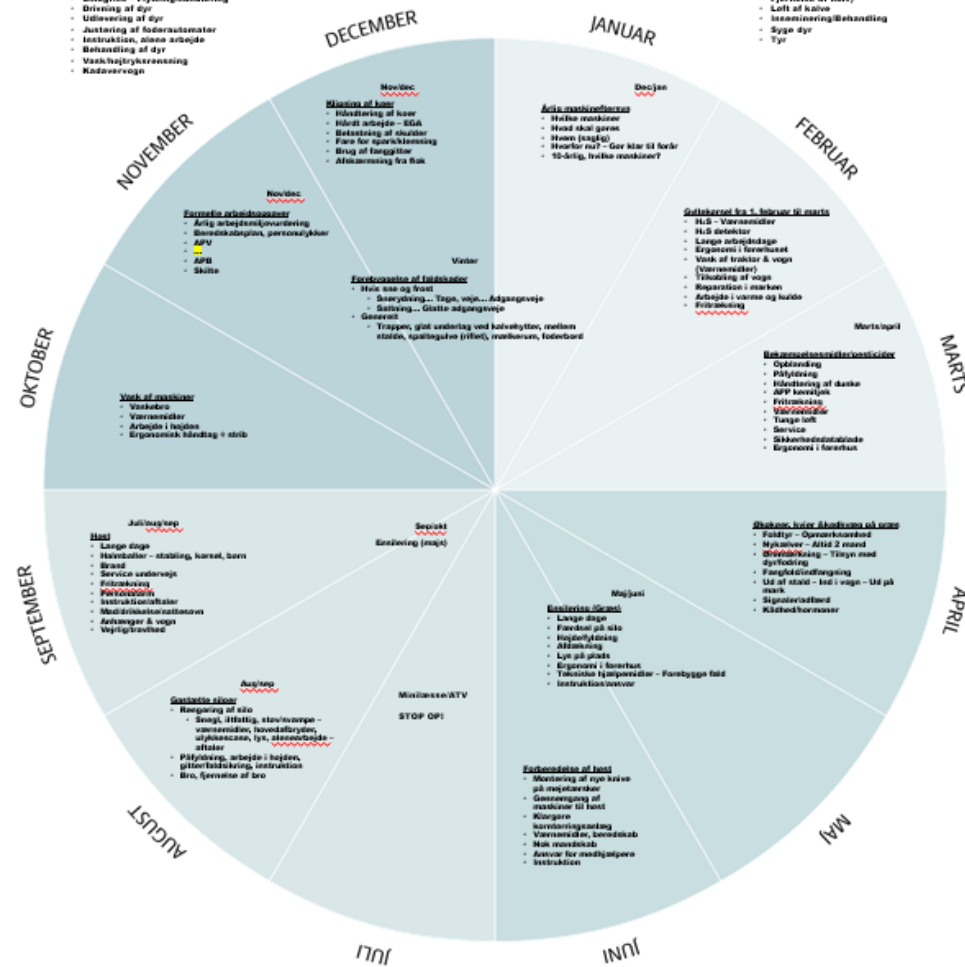 Drivning af dyr
Udlevering af dyr
Justering af foderautomater
Instruktion, alene arbejde
Behandling af dyr
Vask/højtryksrensning
Kadavervogn
Løft af kalve
Inseminering/Behandling
Syge dyr
Tyr
DECEMBER
JANUAR
Nov/dec
Klipning af køer
Håndtering af køer
Hårdt arbejde – EGA
Belastning af skulder
Fare for spark/klemning
Brug af fanggitter
Afskærmning fra flok
Dec/jan
Årlig maskineftersyn
Hvilke maskiner
Hvad skal gøres
Hvem (saglig)
Hvorfor nu? – Gør klar til forår
10-årlig, hvilke maskiner?
NOVEMBER
FEBRUAR
Nov/dec
Formelle arbejdsopgaver
Årlig arbejdsmiljøvurdering
Beredskabsplan, personulykker
APV
...
APB
Skilte
Gyllekørsel fra 1. februar til marts
H₂S – Værnemidler
H₂S detektor
Lange arbejdsdage
Ergonomi i førerhuset
Vask af traktor & vogn
(Værnemidler)
Tilkobling af vogn
Reparation i marken
Arbejde i varme og kulde
Fritrækning
Vinter
Forebyggelse af faldskader
Hvis sne og frost
Snerydning... Tage, veje... Adgangsveje
Saltning... Glatte adgangsveje
Generelt
Trapper, glat underlag ved kalvehytter, mellem
stalde, spaltegulve (riflet), mælkerum, foderbord
OKTOBER
MARTS
Marts/april
Bekæmpelsesmidler/pesticider
Opblanding
Påfyldning
Håndtering af dunke
APP kemitjek
Fritrækning
Værnemidler
Tunge løft
Service
Sikkerhedsdatablade
Ergonomi i førerhus
Vask af maskiner
Vaskebro
Værnemidler
Arbejde i højden
Ergonomisk håndtag + strib
Juli/aug/sep
Høst
Lange dage
Halmballer – stabling, kørsel, børn
Brand
Service undervejs
Fritrækning
Personalarm
Instruktion/aftaler
Mad/drikkelse/nattesøvn
Anhænger & vogn
Vejrlig/travlhed
Sep/okt
Ensilering (majs)
Økokøer, kvier &kødkvæg på græs
Foldtyr – Opmærksomhed
Nykælver – Altid 2 mand
Øremærkning – Tilsyn med
dyr/fodring
Fangfold/indfangning
Ud af stald – Ind i vogn – Ud på
mark
Signaler/adfærd
Kådhed/hormoner
SEPTEMBER
APRIL
Maj/juni
Ensilering (Græs)
Lange dage
Færdsel på silo
Højde/fyldning
Afdækning
Lys på plads
Ergonomi i førerhus
Tekniske hjælpemidler – Forebygge fald
Instruktion/ansvar
Aug/sep
Gastætte siloer
Rengøring af silo
Snegl, iltfattig, støv/svampe –
værnemidler, hovedafbryder,
ulykkescene, lys, alenearbejde –
aftaler
Påfyldning, arbejde i højden,
gitter/faldsikring, instruktion
Bro, fjernelse af bro
Minilæsse/ATV
STOP OP!
Forberedelse af høst
Montering af nye knive
på mejetærsker
Gennemgang af
maskiner til høst
Klargøre
korntørringsanlæg
Værnemidler, beredskab
Nok mandskab
Ansvar for medhjælpere
Instruktion
AUGUST
MAJ
JULI
JUNI